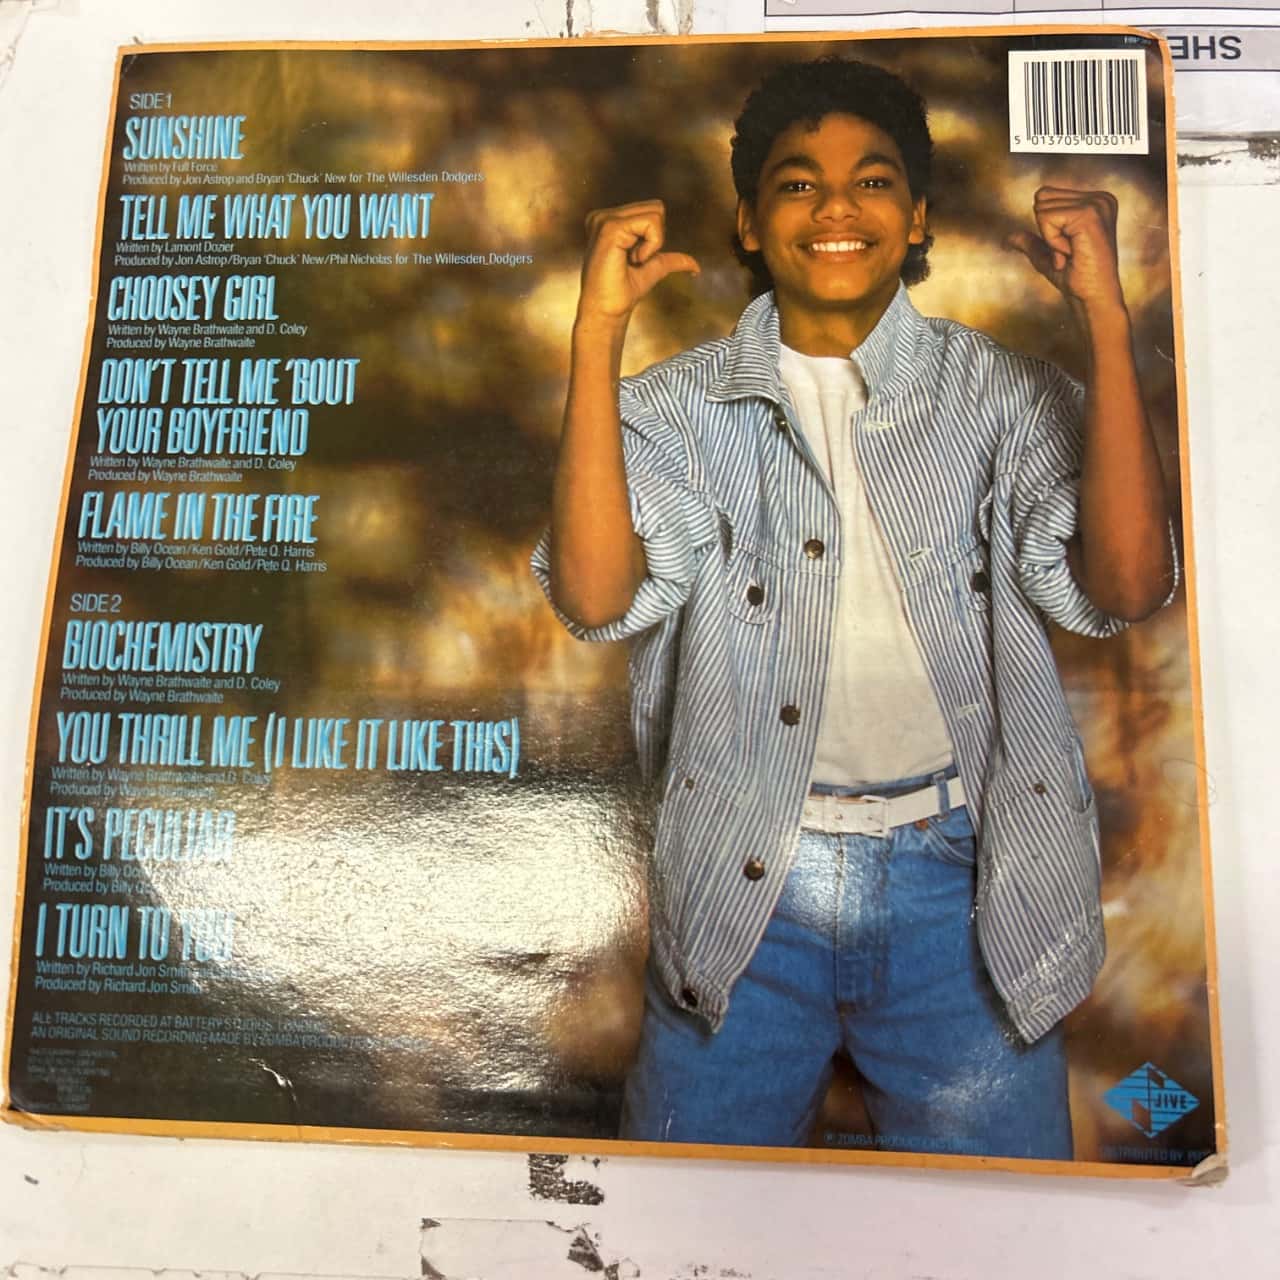 SIDE 1
SUNSHINE
Written by Full Force
Produced by Jon Astrop and Bryan 'Chuck' New for The Willesden Dodgers
TELL ME WHAT YOU WANT
Written by Lamont Dozier
Produced by Jon Astrop/Bryan 'Chuck' New/Phil Nicholas for The Willesden Dodgers
CHOOSEY GIRL
Written by Wayne Brathwaite and D. Coley
Produced by Wayne Brathwaite
DON'T TELL ME 'BOUT
YOUR BOYFRIEND
Written by Wayne Brathwaite and D. Coley
Produced by Wayne Brathwaite
FLAME IN THE FIRE
Written by Billy Ocean/Ken Gold/Pete Q. Harris
Produced by Billy Ocean/Ken Gold/Pete Q. Harris
SIDE 2
BIOCHEMISTRY
Written by Wayne Brathwaite and D. Coley
Produced by Wayne Brathwaite
YOU THRILL ME (I LIKE IT LIKE THIS)
Written by Wayne Brathwaite and D. Coley
Produced by Wayne Brathwaite
IT'S PECULIAR
Written by Billy
Produced by Billy
I TURN TO YOU
Written by Richard Jon Smith
Produced by Richard Jon Smith
ALL TRACKS RECORDED AT BATTERY STUDIOS, LONDON
AN ORIGINAL SOUND RECORDING MADE BY ZOMBA PRODUCTIONS
5 013705 003011
SHE
JIVE
℗ ZOMBA PRODUCTIONS LIMITED
DISTRIBUTED BY